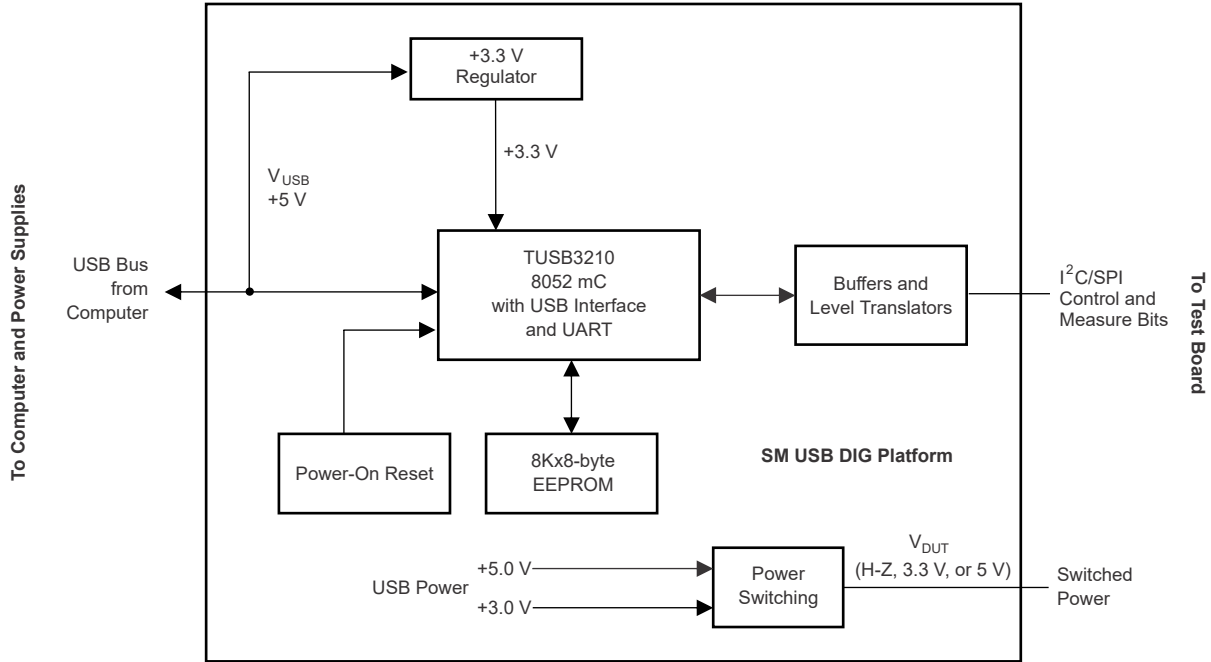 To Computer and Power Supplies
+3.3 V
Regulator
+3.3 V
V_USB
+5 V
USB Bus
from
Computer
TUSB3210
8052 mC
with USB Interface
and UART
Buffers and
Level Translators
I²C/SPI
Control and
Measure Bits
To Test Board
Power-On Reset
8Kx8-byte
EEPROM
SM USB DIG Platform
USB Power
+5.0 V
+3.0 V
Power
Switching
V_DUT
(H-Z, 3.3 V, or 5 V)
Switched
Power